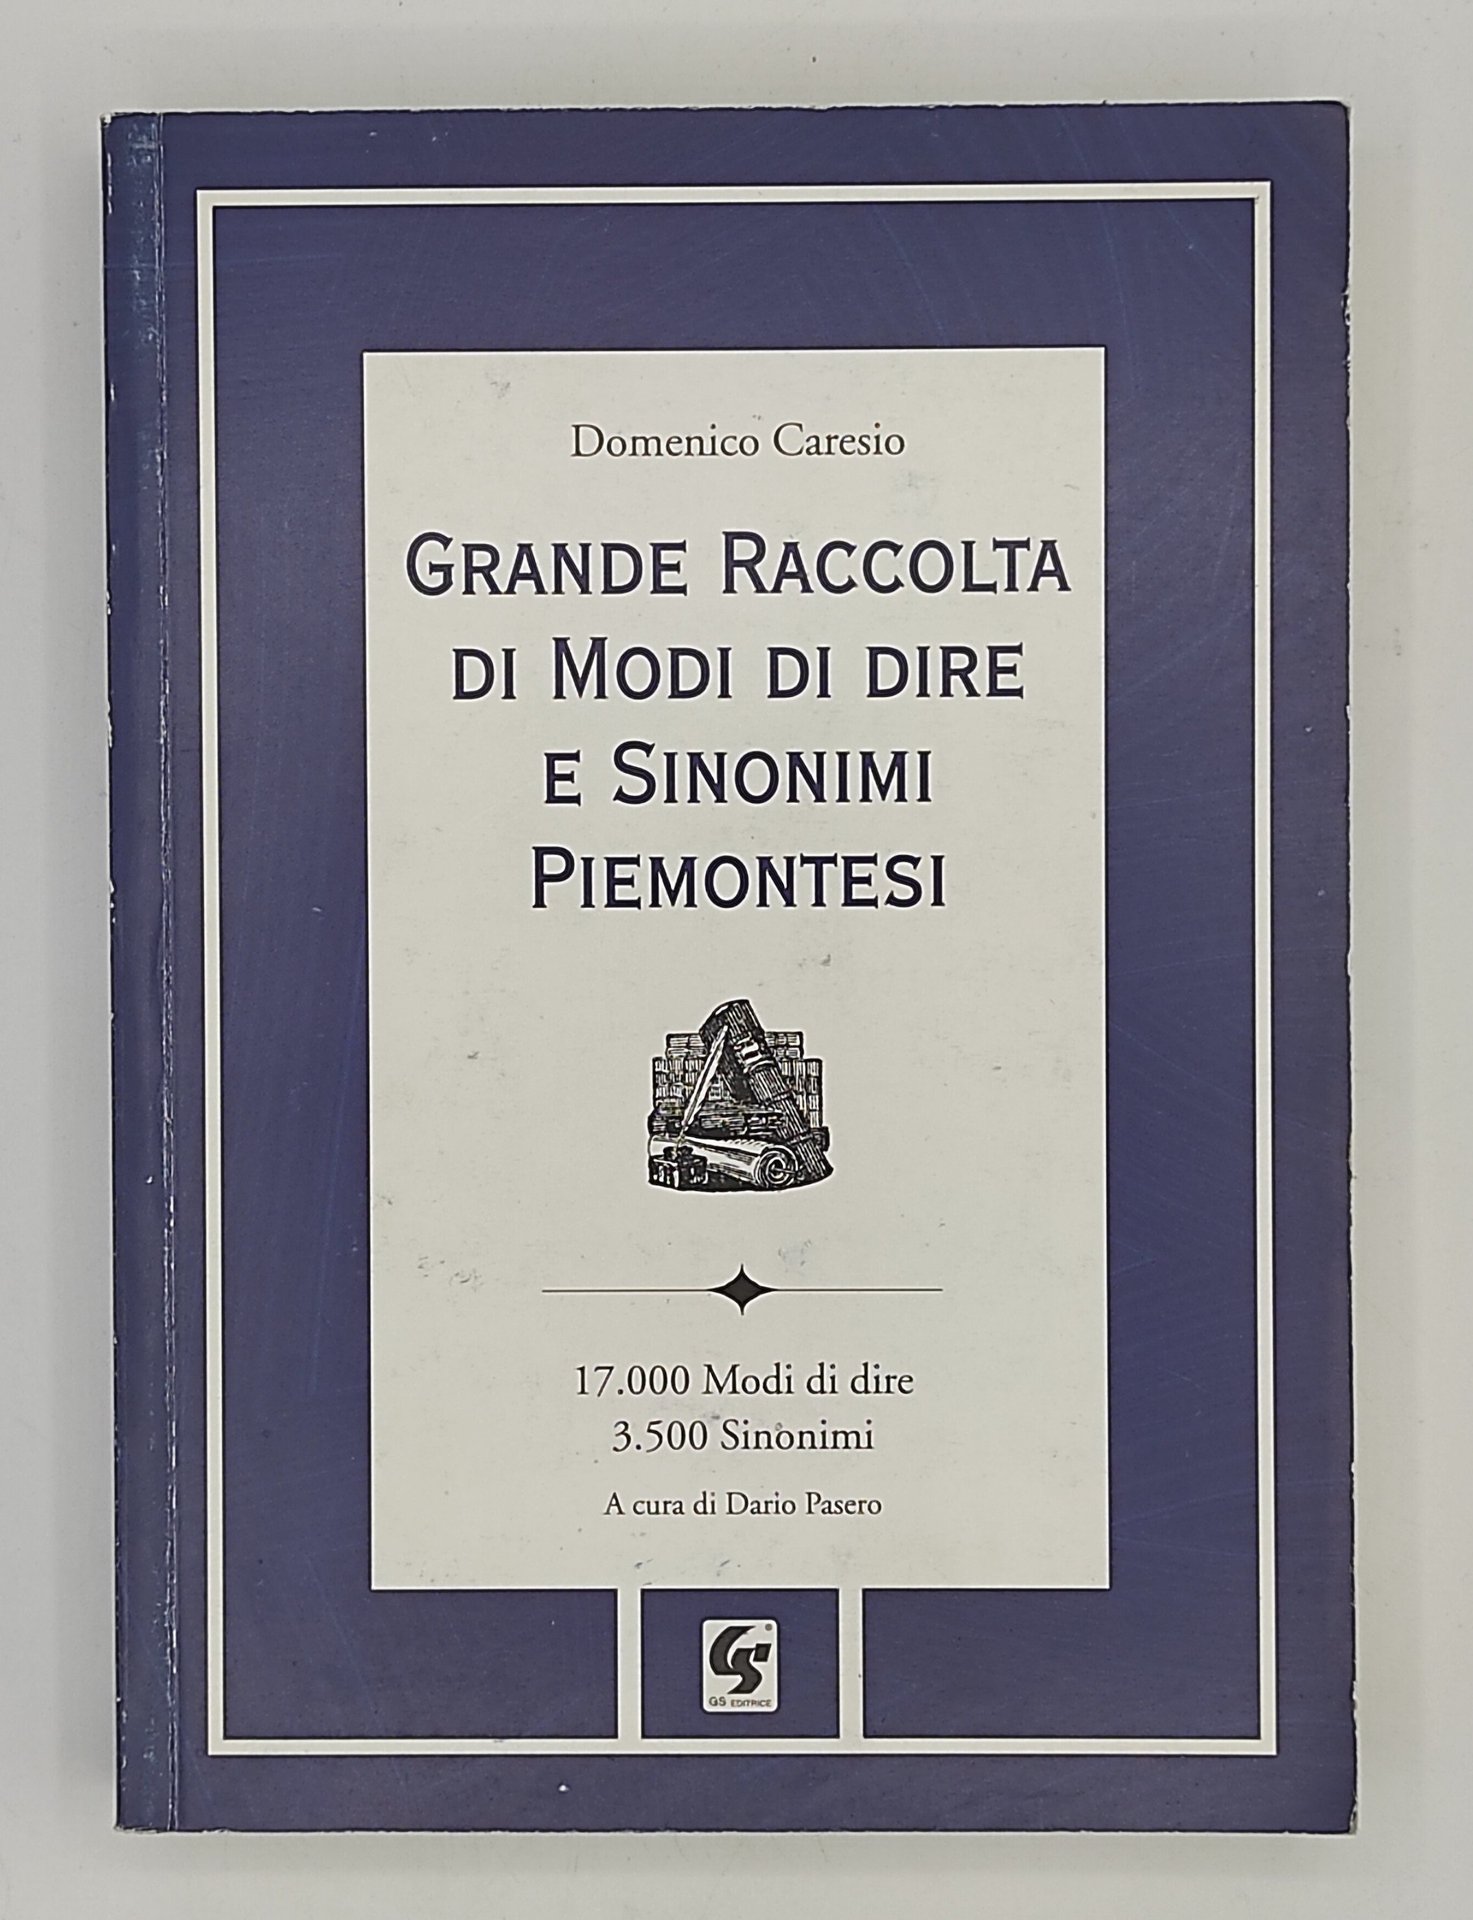 Domenico Caresio
GRANDE RACCOLTA
DI MODI DI DIRE
E SINONIMI
PIEMONTESI
17.000 Modi di dire
3.500 Sinonimi
A cura di Dario Pasero
GS EDITRICE